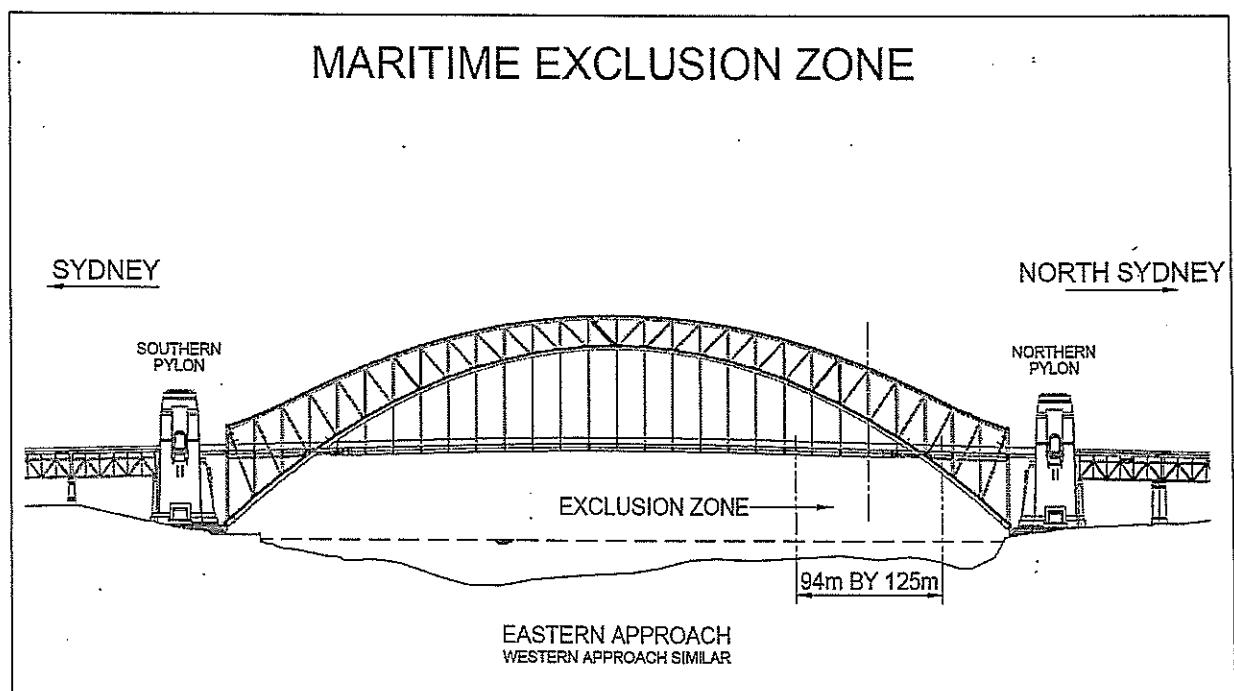 MARITIME EXCLUSION ZONE
SYDNEY
NORTH SYDNEY
SOUTHERN
PYLON
NORTHERN
PYLON
EXCLUSION ZONE
94m BY 125m
EASTERN APPROACH
WESTERN APPROACH SIMILAR